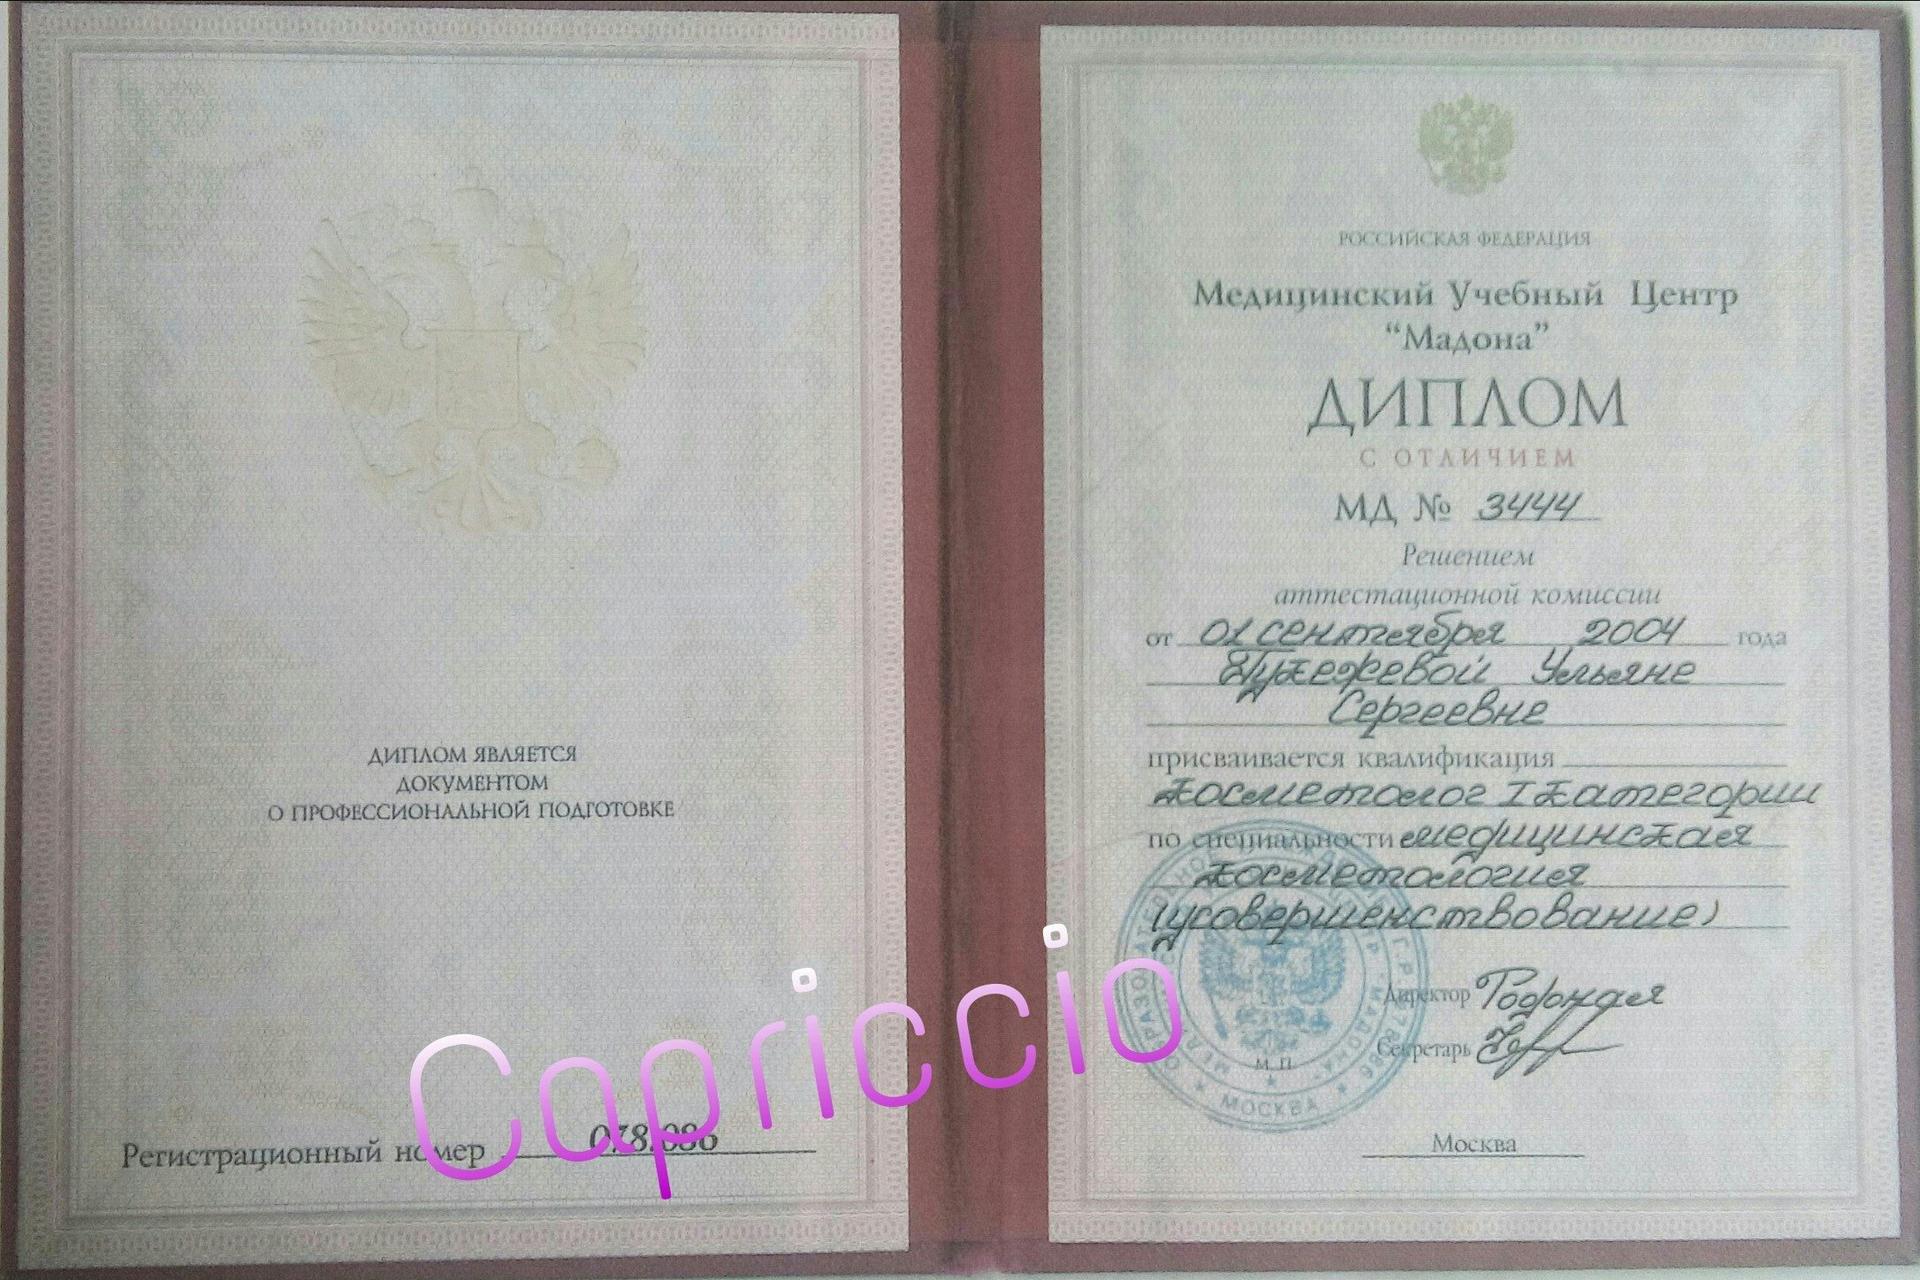 ДИПЛОМ ЯВЛЯЕТСЯ
ДОКУМЕНТОМ
О ПРОФЕССИОНАЛЬНОЙ ПОДГОТОВКЕ
Регистрационный номер
Capriccio
РОССИЙСКАЯ ФЕДЕРАЦИЯ
Медицинский Учебный Центр
“Мадона”
ДИПЛОМ
С ОТЛИЧИЕМ
МД № 3444
Решением
аттестационной комиссии
от 01 сентября 2004 года
Ульяне
Сергеевне
присваивается квалификация
косметолог I категории
по специальности медицинская
косметология
(усовершенствование)
Директор
Секретарь
М.П.
МОСКВА
Москва